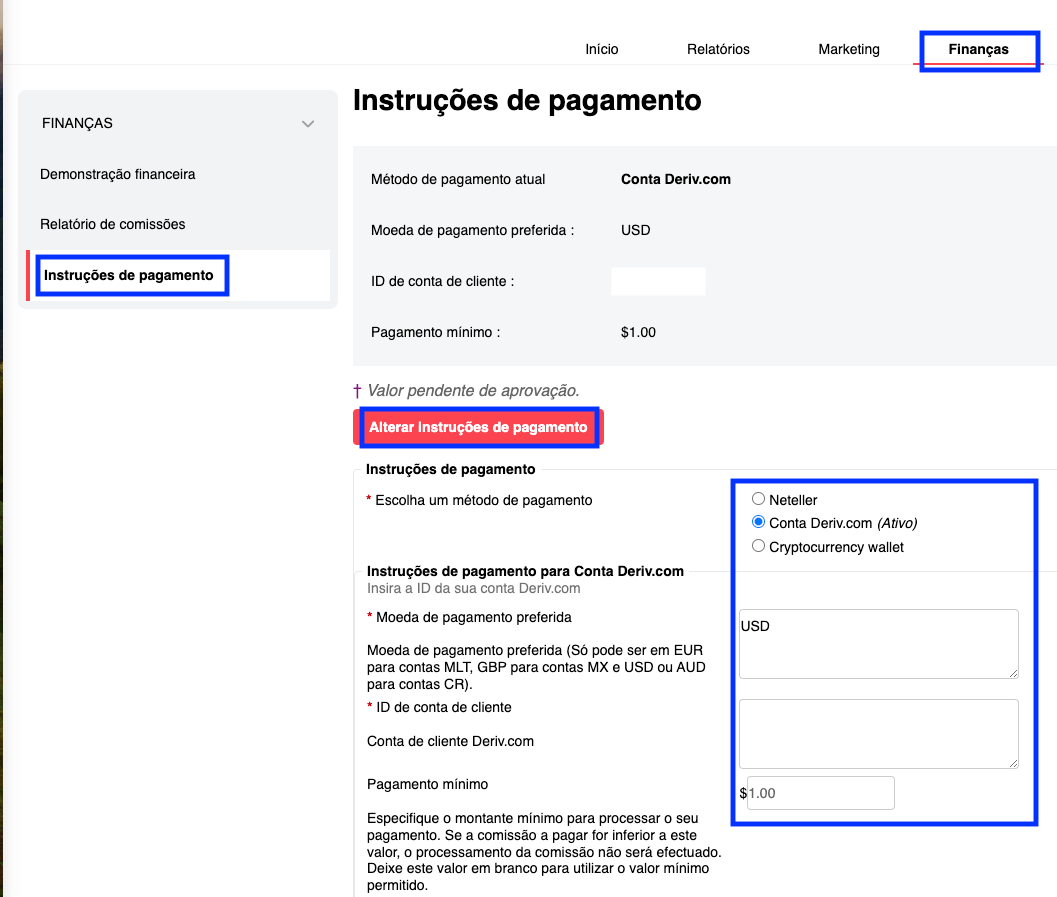 Início
Relatórios
Marketing
Finanças
FINANÇAS
Demonstração financeira
Relatório de comissões
Instruções de pagamento
Instruções de pagamento
Método de pagamento atual
Conta Deriv.com
Moeda de pagamento preferida :
USD
ID de conta de cliente :
Pagamento mínimo :
$1.00
† Valor pendente de aprovação.
Alterar instruções de pagamento
Instruções de pagamento
* Escolha um método de pagamento
Neteller
Conta Deriv.com (Ativo)
Cryptocurrency wallet
Instruções de pagamento para Conta Deriv.com
Insira a ID da sua conta Deriv.com
* Moeda de pagamento preferida
USD
Moeda de pagamento preferida (Só pode ser em EUR
para contas MLT, GBP para contas MX e USD ou AUD
para contas CR).
* ID de conta de cliente
Conta de cliente Deriv.com
Pagamento mínimo
$1.00
Especifique o montante mínimo para processar o seu
pagamento. Se a comissão a pagar for inferior a este
valor, o processamento da comissão não será efectuado.
Deixe este valor em branco para utilizar o valor mínimo
permitido.